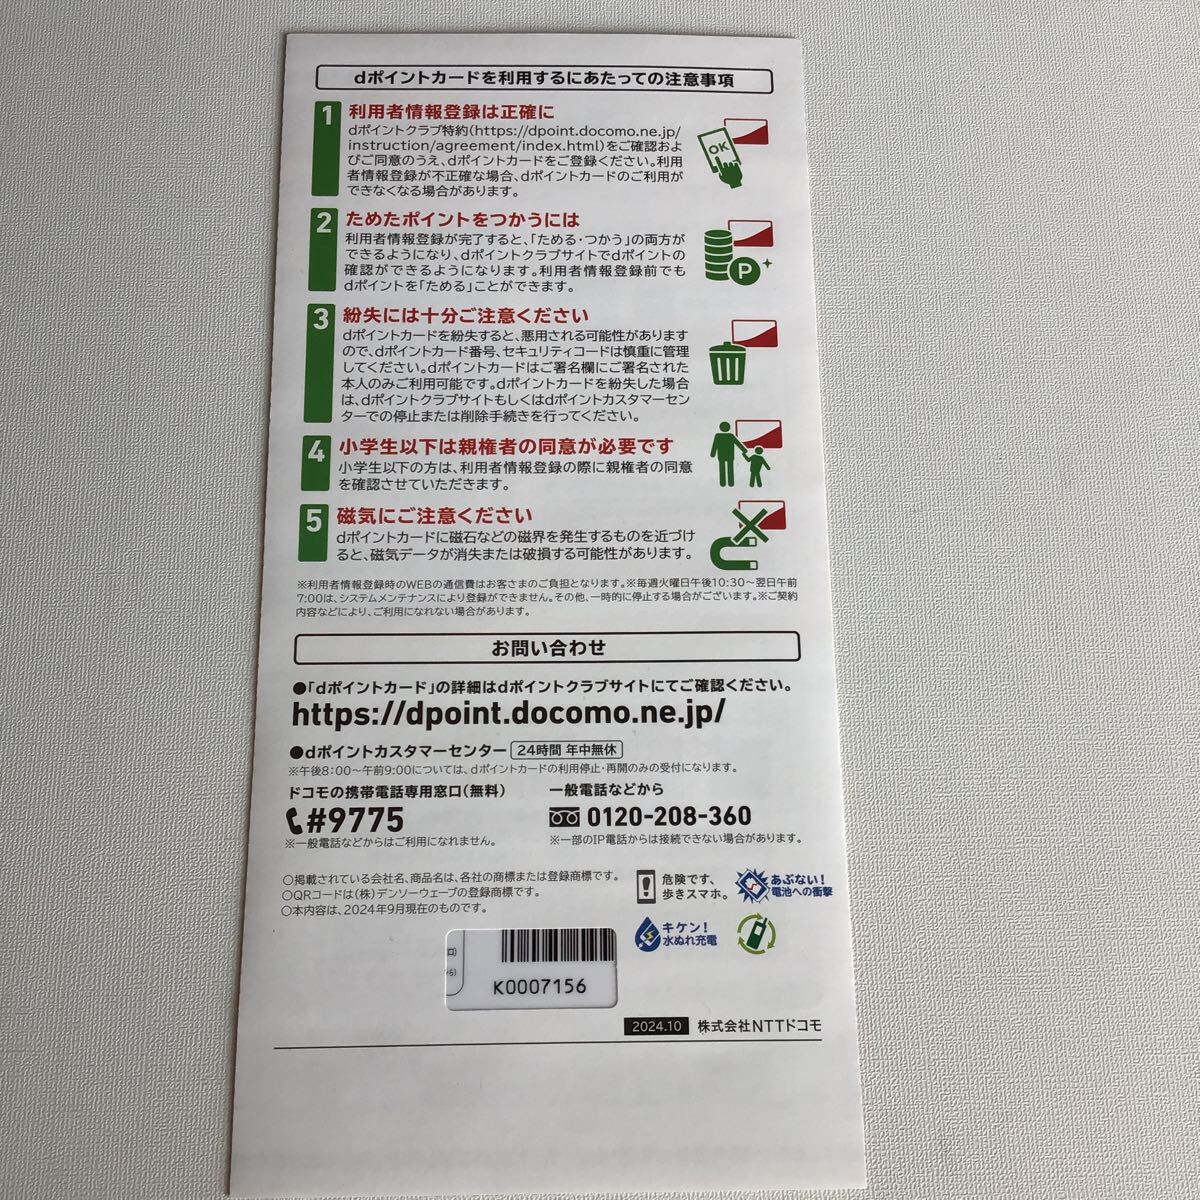 dポイントカードを利用するにあたっての注意事項
1 利用者情報登録は正確に
dポイントクラブ特約(https://dpoint.docomo.ne.jp/
instruction/agreement/index.html)をご確認およ
びご同意のうえ、dポイントカードをご登録ください。利用
者情報登録が不正確な場合、dポイントカードのご利用が
できなくなる場合があります。
OK
2 ためたポイントをつかうには
利用者情報登録が完了すると、「ためる・つかう」の両方が
できるようになり、dポイントクラブサイトでdポイントの
確認ができるようになります。利用者情報登録前でも
dポイントを「ためる」ことができます。
P
3 紛失には十分ご注意ください
dポイントカードを紛失すると、悪用される可能性があります
ので、dポイントカード番号、セキュリティコードは慎重に管理
してください。dポイントカードはご署名欄にご署名された
本人のみご利用可能です。dポイントカードを紛失した場合
は、dポイントクラブサイトもしくはdポイントカスタマーセン
ターでの停止または削除手続きを行ってください。
4 小学生以下は親権者の同意が必要です
小学生以下の方は、利用者情報登録の際に親権者の同意
を確認させていただきます。
5 磁気にご注意ください
dポイントカードに磁石などの磁界を発生するものを近づけ
ると、磁気データが消失または破損する可能性があります。
※利用者情報登録時のWEBの通信費はお客さまのご負担となります。※毎週火曜日午後10:30～翌日午前
7:00は、システムメンテナンスにより登録ができません。その他、一時的に停止する場合がございます。※ご契約
内容などにより、ご利用になれない場合があります。
お問い合わせ
●「dポイントカード」の詳細はdポイントクラブサイトにてご確認ください。
https://dpoint.docomo.ne.jp/
●dポイントカスタマーセンター 24時間 年中無休
※午後8:00～午前9:00については、dポイントカードの利用停止・再開のみの受付になります。
ドコモの携帯電話専用窓口(無料)
#9775
※一般電話などからはご利用になれません。
一般電話などから
0120-208-360
※一部のIP電話からは接続できない場合があります。
○掲載されている会社名、商品名は、各社の商標または登録商標です。
○QRコードは(株)デンソーウェーブの登録商標です。
○本内容は、2024年9月現在のものです。
危険です、
歩きスマホ。
あぶない!
電池への衝撃
キケン!
水ぬれ充電
K0007156
2024.10 株式会社NTTドコモ